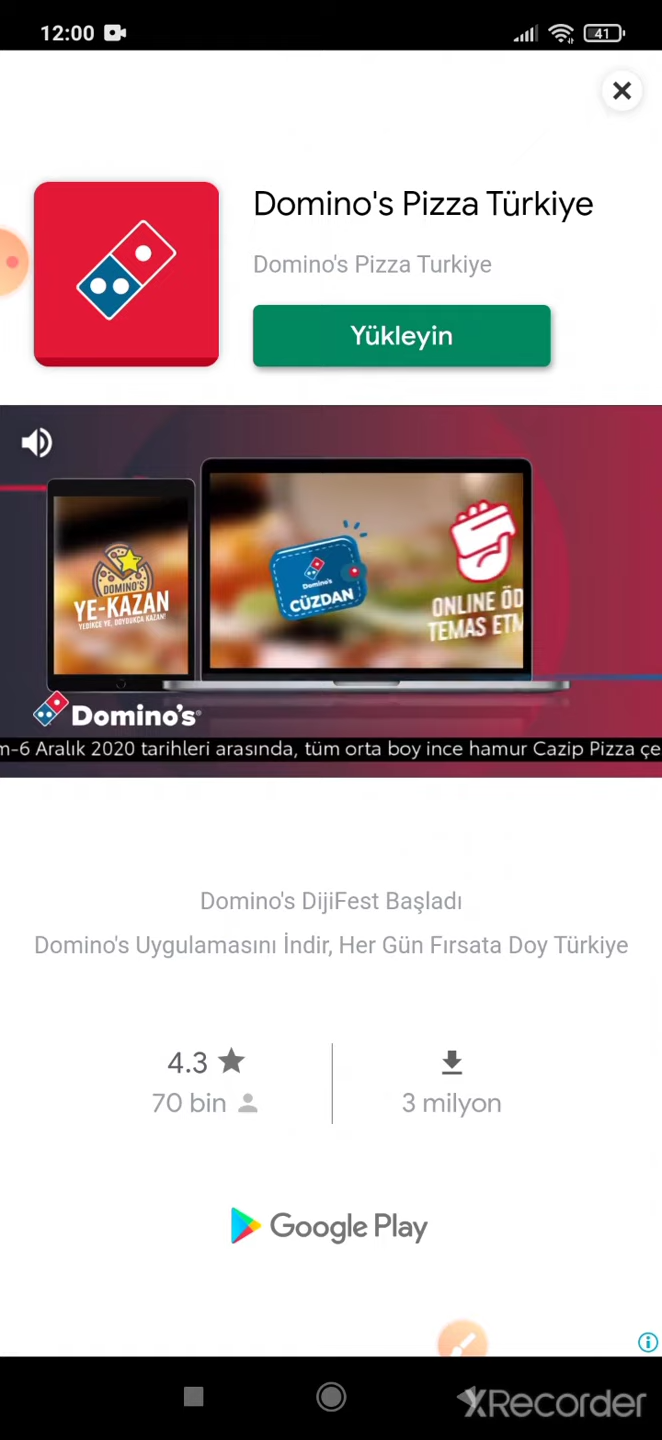 12:00
41
Domino's Pizza Türkiye
Domino's Pizza Turkiye
Yükleyin
DOMINO'S
YE-KAZAN
YEDİKÇE YE, DOYDUKÇA KAZAN!
Domino's
CÜZDAN
ONLINE ÖD
TEMAS ETM
Domino's
m-6 Aralık 2020 tarihleri arasında, tüm orta boy ince hamur Cazip Pizza çe
Domino's DijiFest Başladı
Domino's Uygulamasını İndir, Her Gün Fırsata Doy Türkiye
4.3
70 bin
3 milyon
Google Play
XRecorder